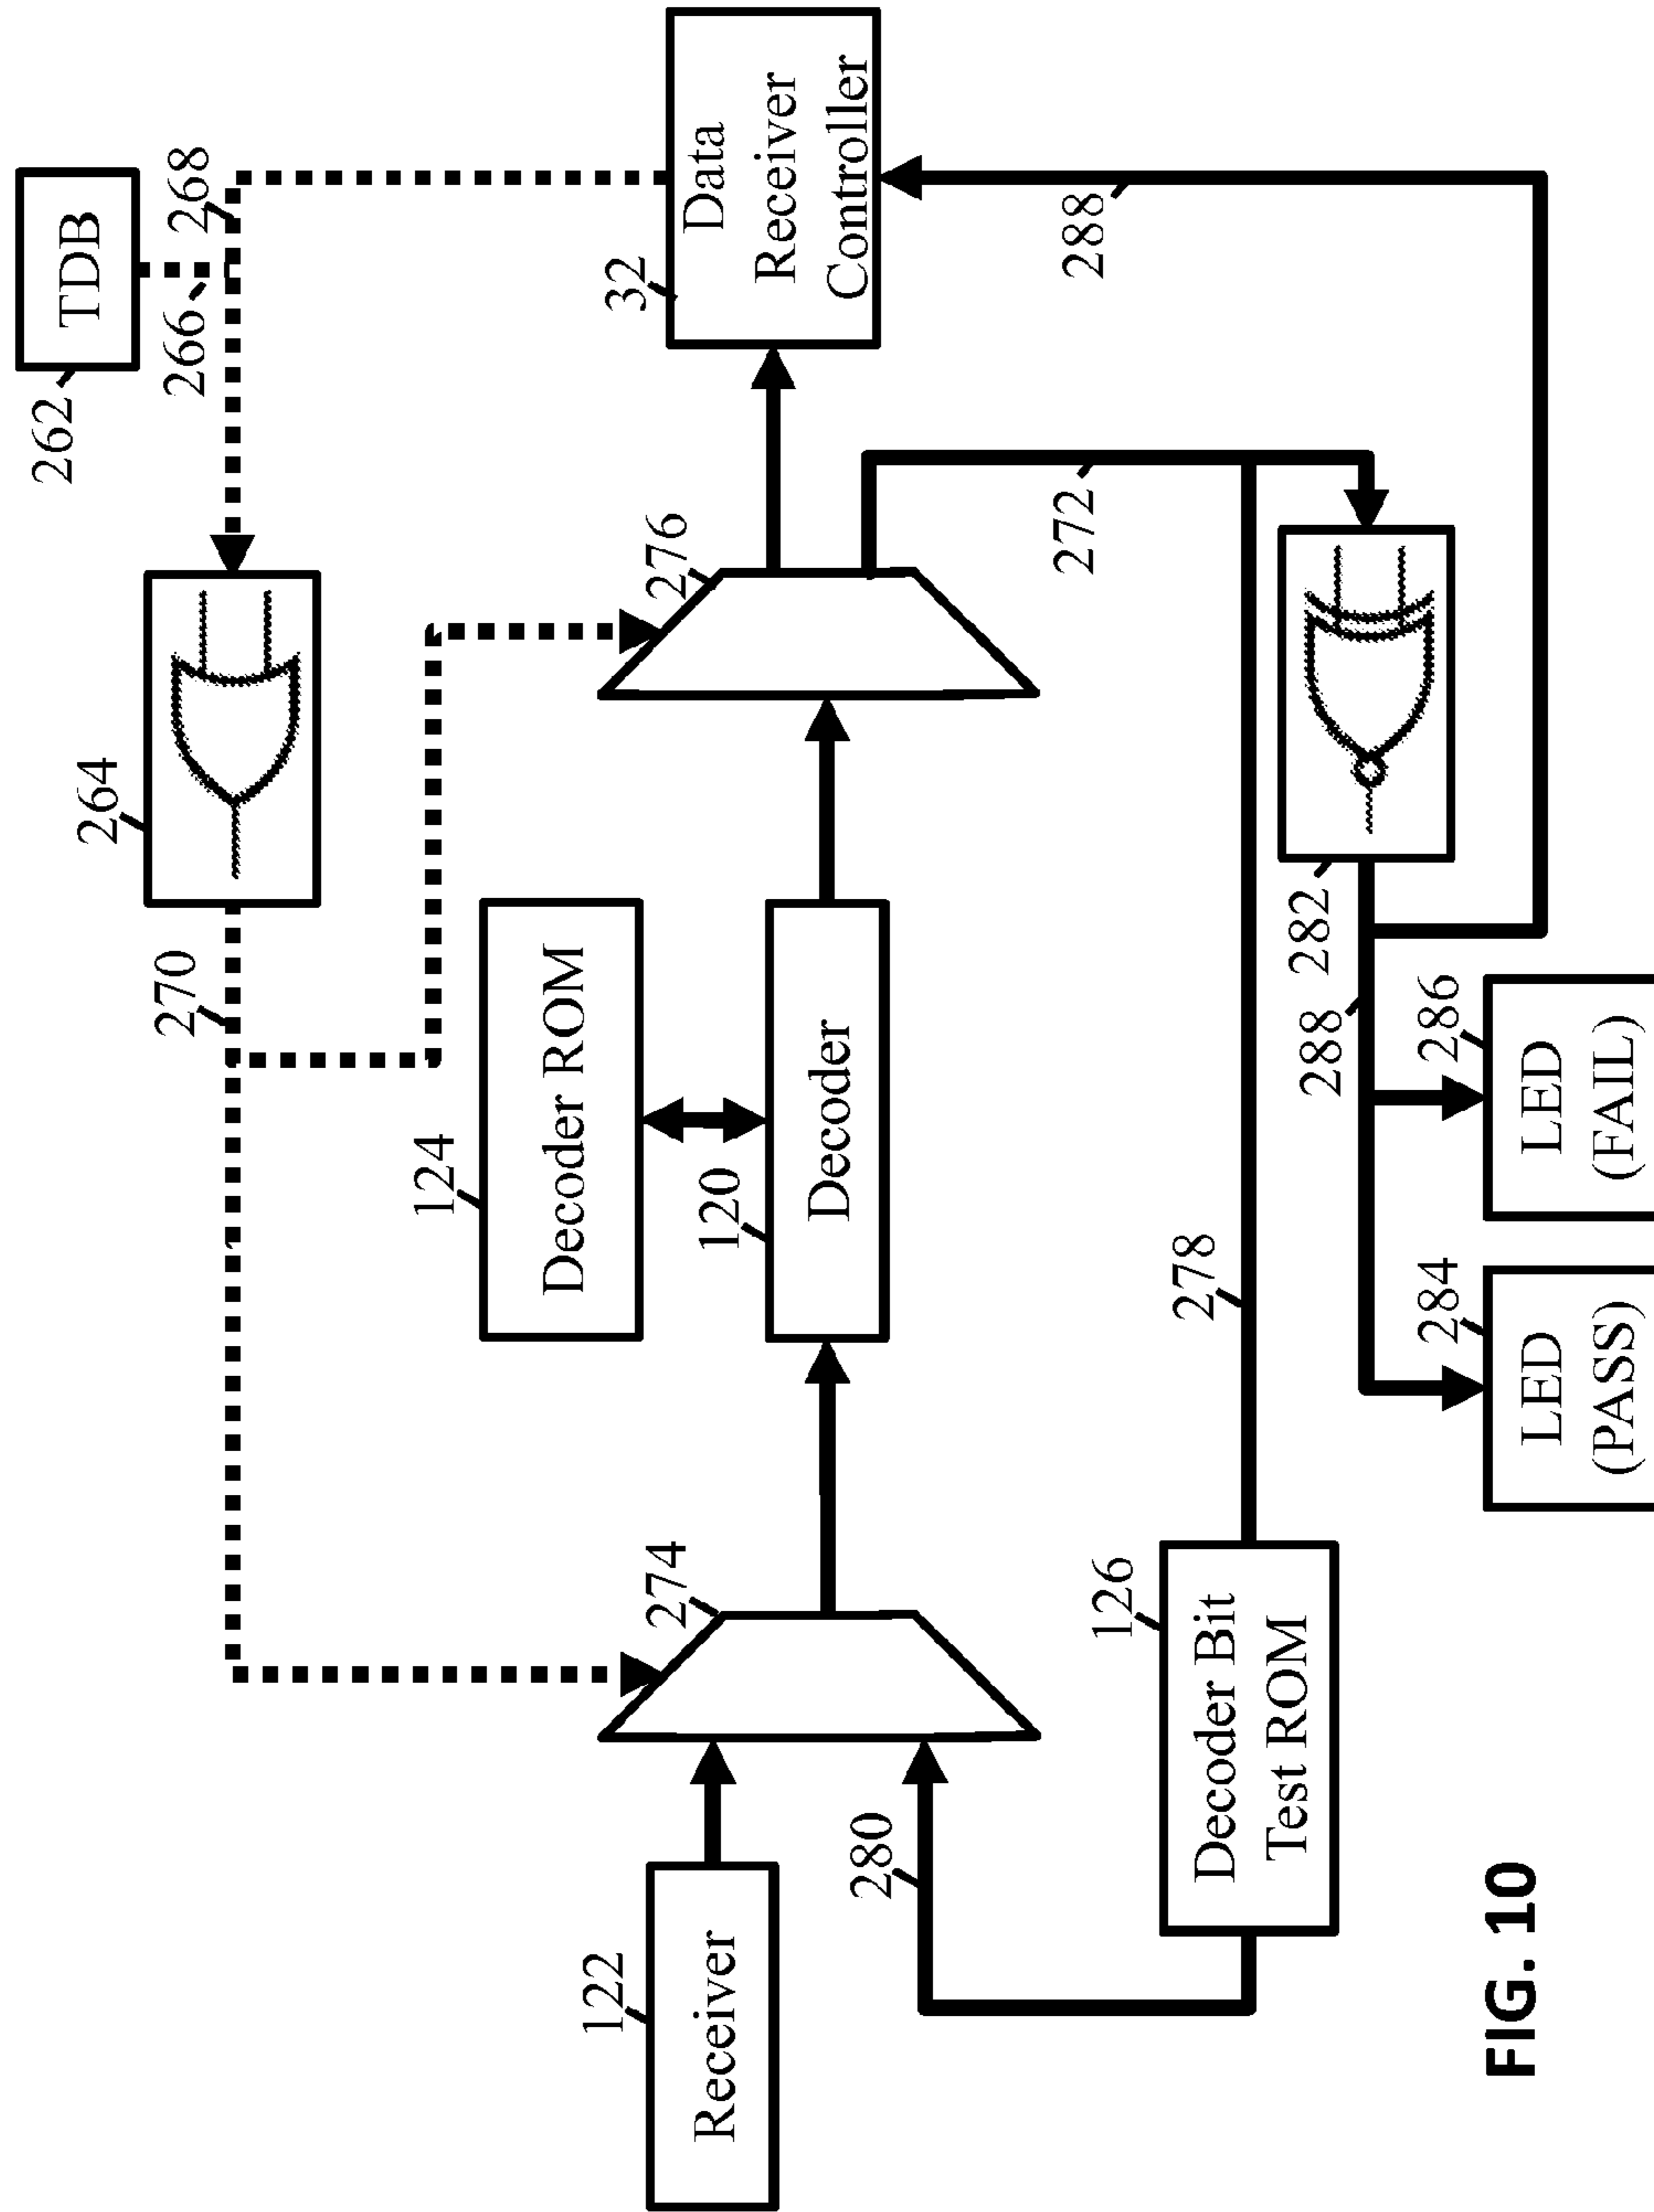 262
TDB
266
268
264
270
32
Data
Receiver
Controller
124
Decoder ROM
276
274
120
Decoder
122
Receiver
280
272
288
278
126
Decoder Bit
Test ROM
282
288
284
LED
(PASS)
286
LED
(FAIL)
FIG. 10